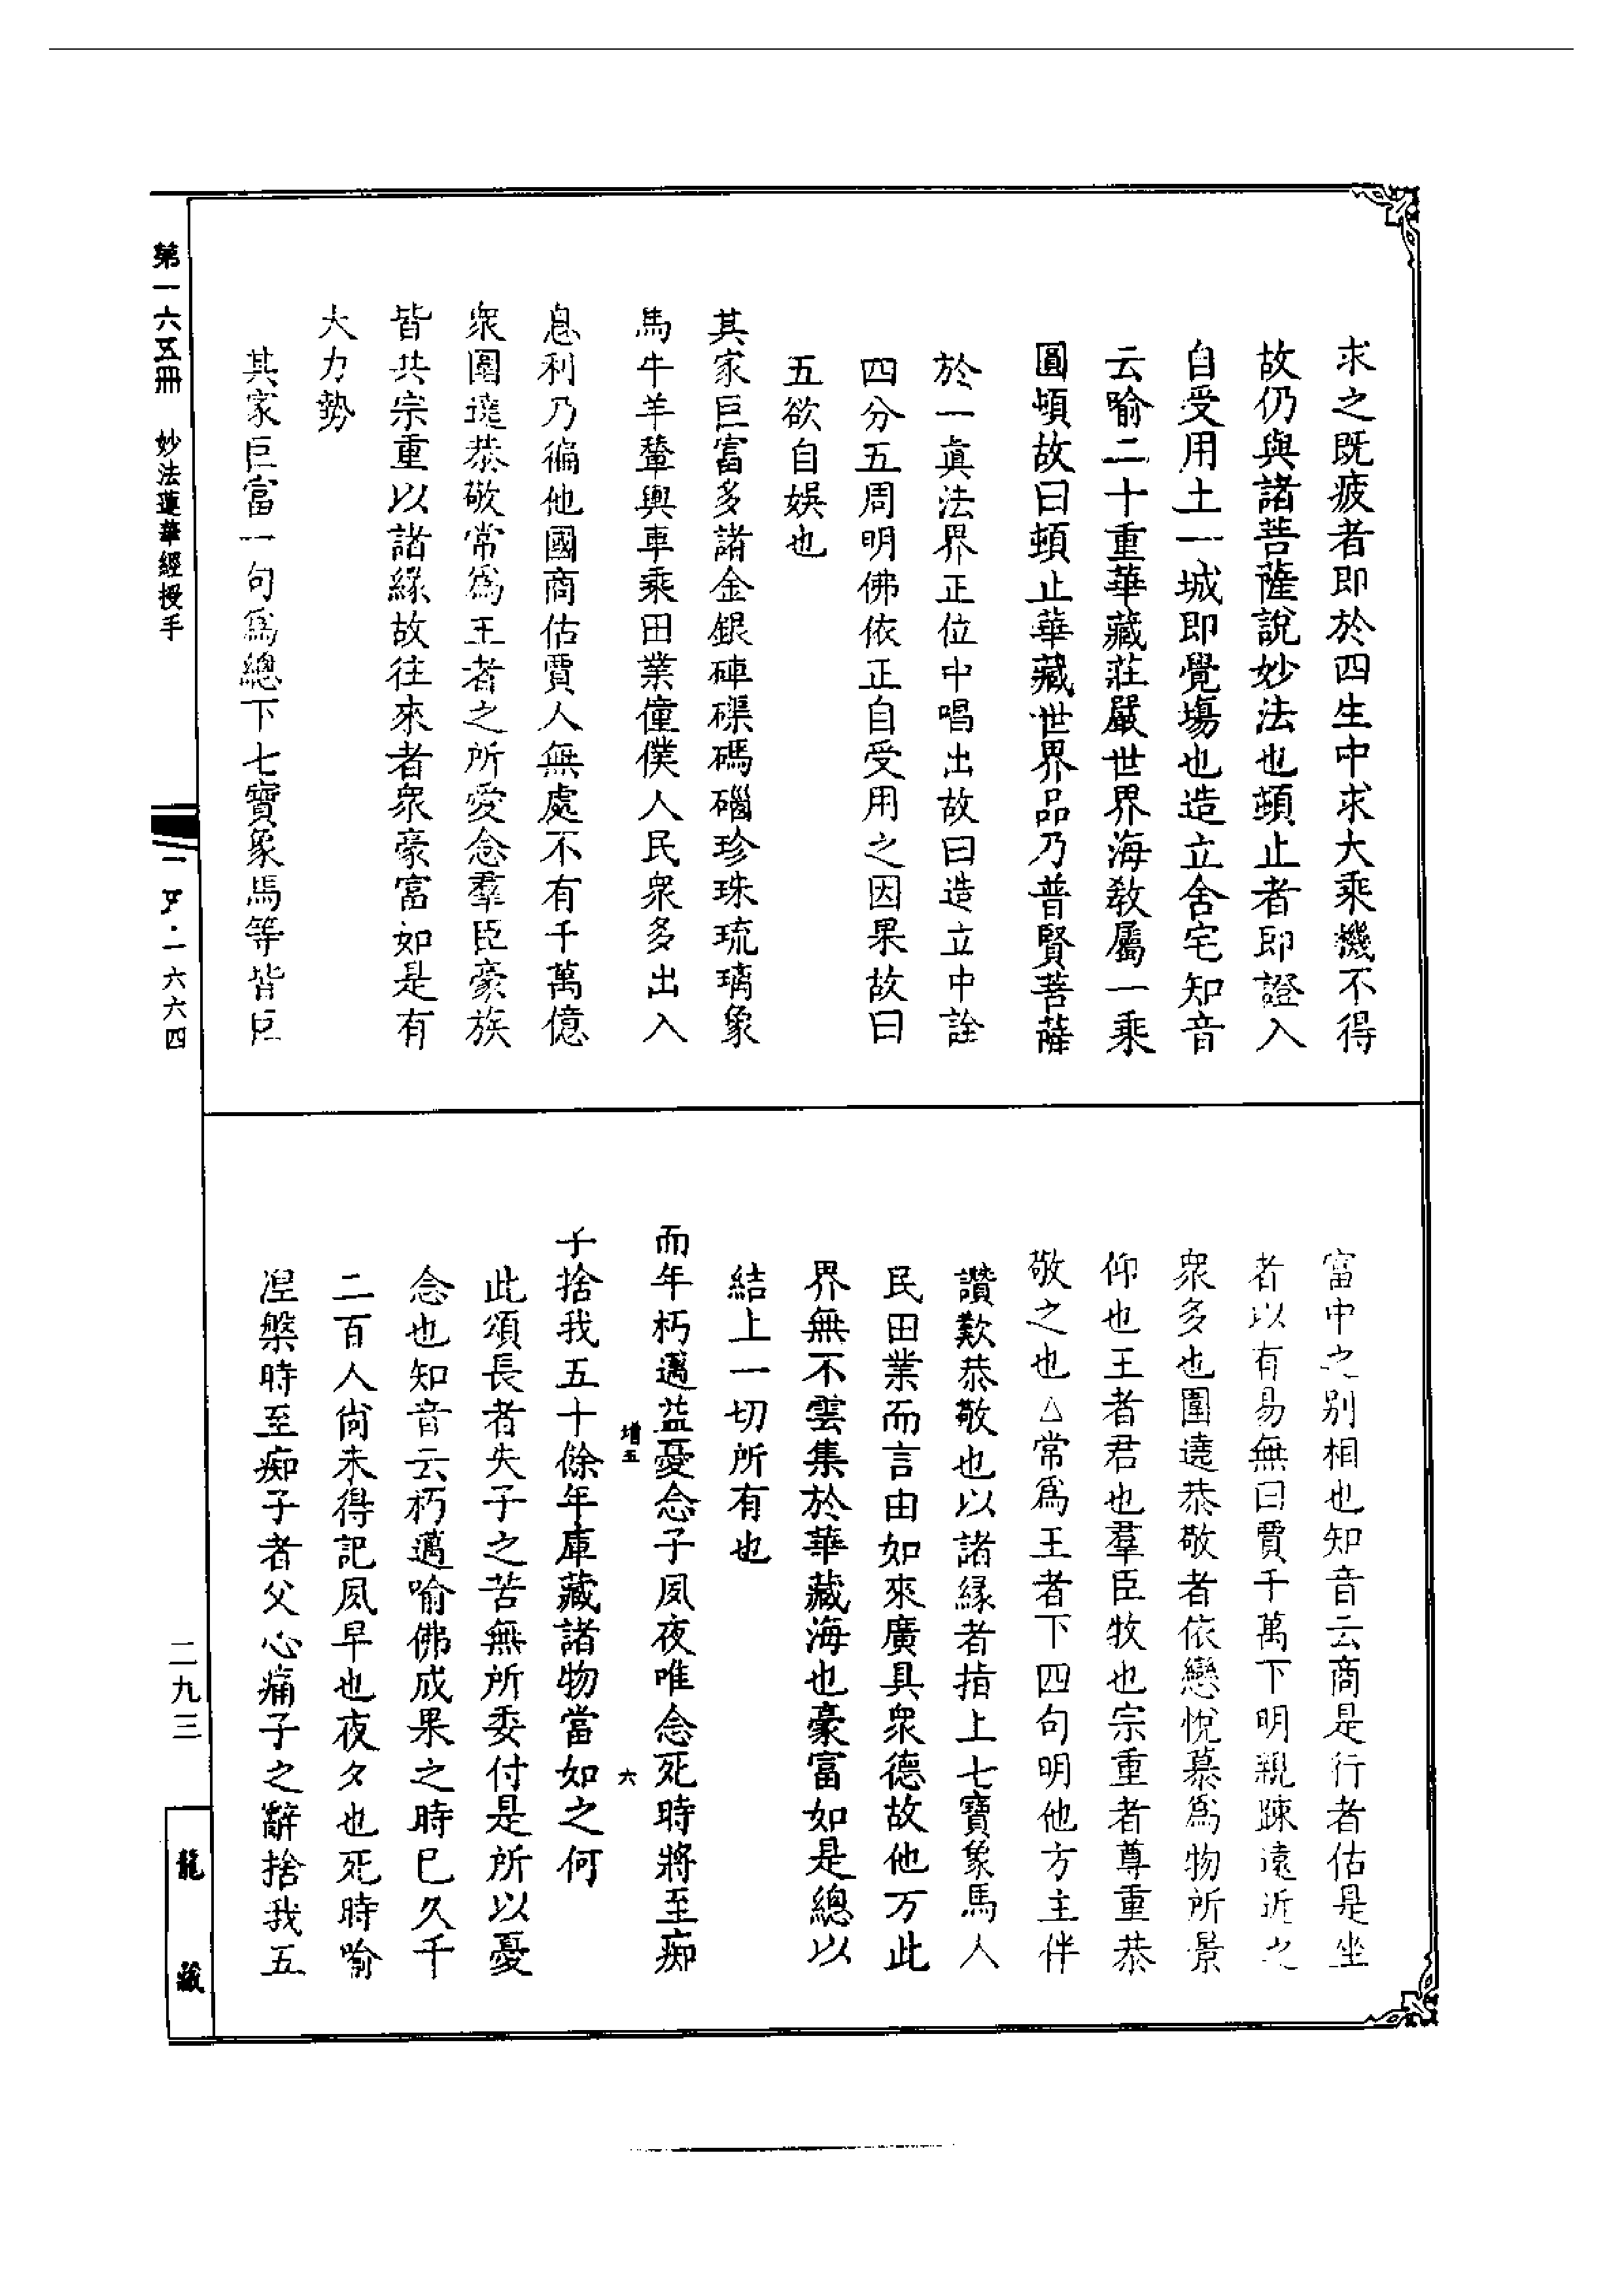 求之既疲者即於四生中求大乘機不得
故仍與諸菩薩說妙法也頓止者即證入
自受用土一城即覺場也造立舍宅知音
云喻二十重華藏莊嚴世界海教屬一乘
圓頓故曰頓止華藏世界品乃普賢菩薩
於一真法界正位中唱出故曰造立中詮
四分五周明佛依正自受用之因果故曰
五欲自娛也
其家巨富多諸金銀硨磲碼碯珍珠琉璃象
馬牛羊輦輿車乘田業僮僕人民衆多出入
息利乃徧他國商估賈人無處不有千萬億
衆圍遶恭敬常爲王者之所愛念羣臣豪族
皆共宗重以諸緣故往來者衆豪富如是有
大力勢
其家巨富一句爲總下七寶象馬等皆巨
富中之别相也知音云商是行者估是坐
者以有易無曰賈千萬下明親踈遠近之
衆多也圍遶恭敬者依戀悅慕爲物所景
仰也王者君也羣臣牧也宗重者尊重恭
敬之也△常爲王者下四句明他方主伴
讚歎恭敬也以諸緣者指上七寶象馬人
民田業而言由如來廣具衆德故他方此
界無不雲集於華藏海也豪富如是總以
結上一切所有也
而年朽邁益憂念子夙夜唯念死時將至痴
增五 六
子捨我五十餘年庫藏諸物當如之何
此頌長者失子之苦無所委付是所以憂
念也知音云朽邁喻佛成果之時已久千
二百人尚未得記夙早也夜夕也死時喻
涅槃時至痴子者父心痛子之辭捨我五
第一六五冊 妙法蓮華經授手
一六六四
二九三
龍藏